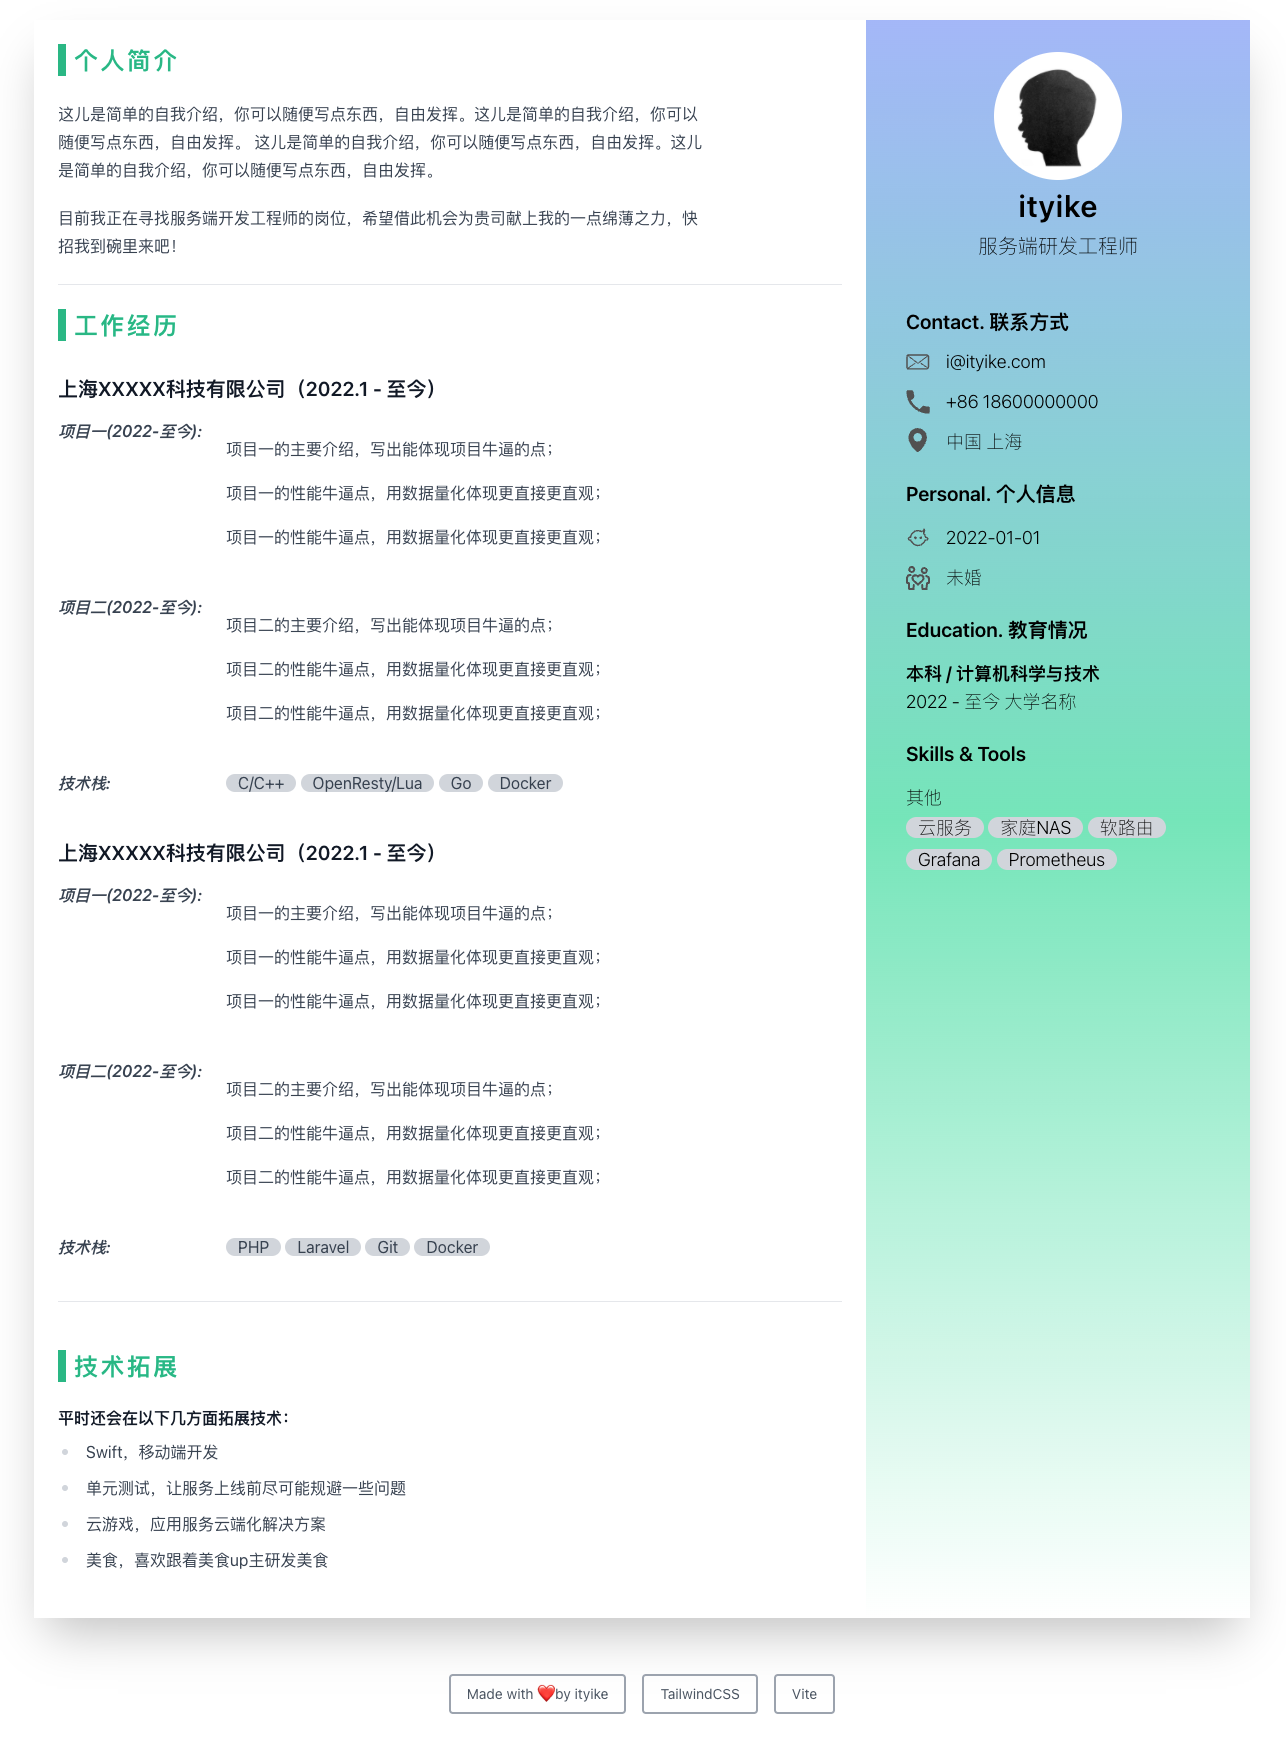 个人简介
这儿是简单的自我介绍，你可以随便写点东西，自由发挥。这儿是简单的自我介绍，你可以
随便写点东西，自由发挥。 这儿是简单的自我介绍，你可以随便写点东西，自由发挥。这儿
是简单的自我介绍，你可以随便写点东西，自由发挥。
目前我正在寻找服务端开发工程师的岗位，希望借此机会为贵司献上我的一点绵薄之力，快
招我到碗里来吧！
工作经历
上海XXXXX科技有限公司（2022.1 - 至今）
项目一(2022-至今):
项目一的主要介绍，写出能体现项目牛逼的点；
项目一的性能牛逼点，用数据量化体现更直接更直观；
项目一的性能牛逼点，用数据量化体现更直接更直观；
项目二(2022-至今):
项目二的主要介绍，写出能体现项目牛逼的点；
项目二的性能牛逼点，用数据量化体现更直接更直观；
项目二的性能牛逼点，用数据量化体现更直接更直观；
技术栈: C/C++ OpenResty/Lua Go Docker
上海XXXXX科技有限公司（2022.1 - 至今）
项目一(2022-至今):
项目一的主要介绍，写出能体现项目牛逼的点；
项目一的性能牛逼点，用数据量化体现更直接更直观；
项目一的性能牛逼点，用数据量化体现更直接更直观；
项目二(2022-至今):
项目二的主要介绍，写出能体现项目牛逼的点；
项目二的性能牛逼点，用数据量化体现更直接更直观；
项目二的性能牛逼点，用数据量化体现更直接更直观；
技术栈: PHP Laravel Git Docker
技术拓展
平时还会在以下几方面拓展技术：
Swift，移动端开发
单元测试，让服务上线前尽可能规避一些问题
云游戏，应用服务云端化解决方案
美食，喜欢跟着美食up主研发美食
ityike
服务端研发工程师
Contact. 联系方式
i@ityike.com
+86 18600000000
中国 上海
Personal. 个人信息
2022-01-01
未婚
Education. 教育情况
本科 / 计算机科学与技术
2022 - 至今 大学名称
Skills & Tools
其他
云服务 家庭NAS 软路由
Grafana Prometheus
Made with ❤️by ityike TailwindCSS Vite